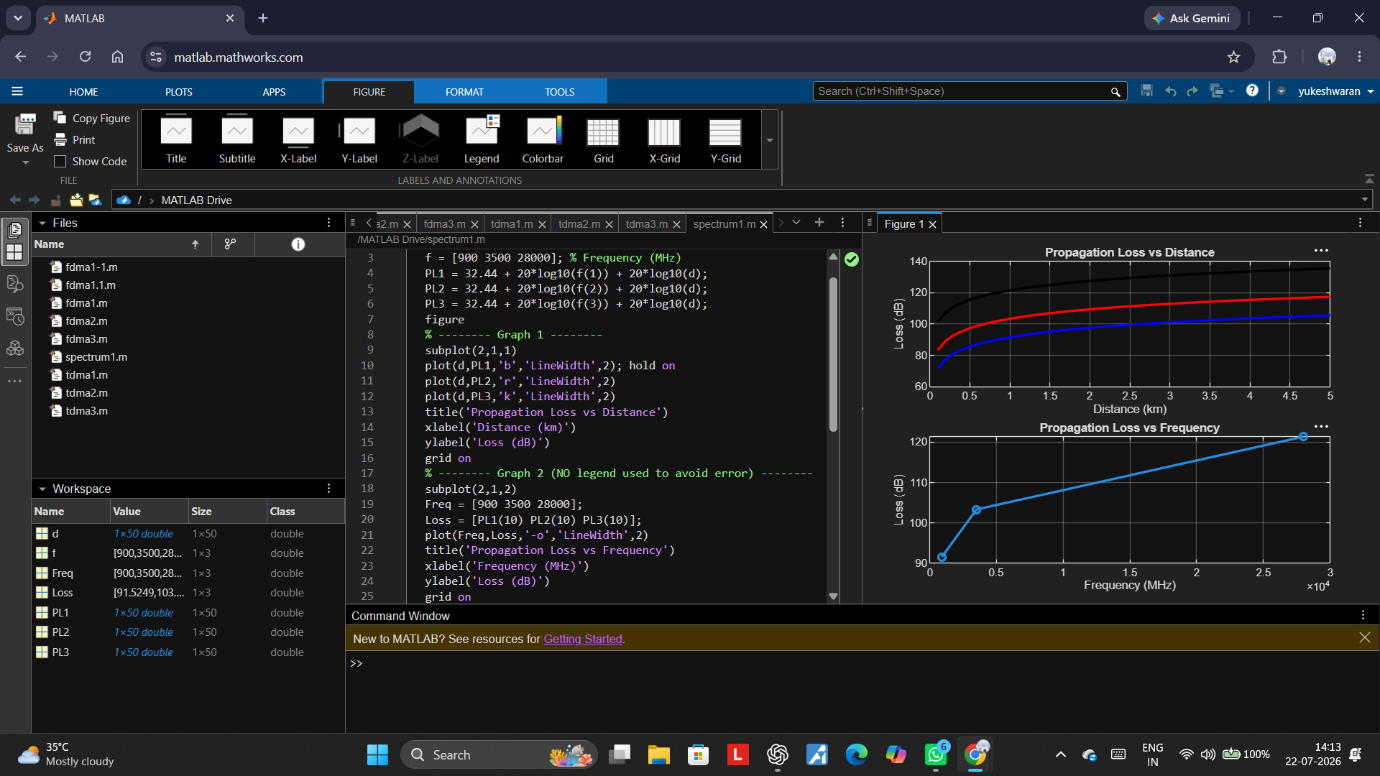 MATLAB
Ask Gemini
matlab.mathworks.com
HOME PLOTS APPS FIGURE FORMAT TOOLS
Search (Ctrl+Shift+Space)
yukeshwaran
Save As
Copy Figure
Print
Show Code
FILE
Title Subtitle X-Label Y-Label Z-Label Legend Colorbar Grid X-Grid Y-Grid
LABELS AND ANNOTATIONS
/ > MATLAB Drive
Files
Name
fdma1-1.m
fdma1.1.m
fdma1.m
fdma2.m
fdma3.m
spectrum1.m
tdma1.m
tdma2.m
tdma3.m
Workspace
Name Value Size Class
d 1×50 double 1×50 double
f [900,3500,28... 1×3 double
Freq [900,3500,28... 1×3 double
Loss [91.5249,103.... 1×3 double
PL1 1×50 double 1×50 double
PL2 1×50 double 1×50 double
PL3 1×50 double 1×50 double
a2.m fdma3.m tdma1.m tdma2.m tdma3.m spectrum1.m
/MATLAB Drive/spectrum1.m
3 f = [900 3500 28000]; % Frequency (MHz)
4 PL1 = 32.44 + 20*log10(f(1)) + 20*log10(d);
5 PL2 = 32.44 + 20*log10(f(2)) + 20*log10(d);
6 PL3 = 32.44 + 20*log10(f(3)) + 20*log10(d);
7 figure
8 % -------- Graph 1 --------
9 subplot(2,1,1)
10 plot(d,PL1,'b','LineWidth',2); hold on
11 plot(d,PL2,'r','LineWidth',2)
12 plot(d,PL3,'k','LineWidth',2)
13 title('Propagation Loss vs Distance')
14 xlabel('Distance (km)')
15 ylabel('Loss (dB)')
16 grid on
17 % -------- Graph 2 (NO legend used to avoid error) --------
18 subplot(2,1,2)
19 Freq = [900 3500 28000];
20 Loss = [PL1(10) PL2(10) PL3(10)];
21 plot(Freq,Loss,'-o','LineWidth',2)
22 title('Propagation Loss vs Frequency')
23 xlabel('Frequency (MHz)')
24 ylabel('Loss (dB)')
25 grid on
Figure 1
Propagation Loss vs Distance
Loss (dB)
140
120
100
80
60
0 0.5 1 1.5 2 2.5 3 3.5 4 4.5 5
Distance (km)
Propagation Loss vs Frequency
Loss (dB)
120
110
100
90
0 0.5 1 1.5 2 2.5 3
×10⁴
Frequency (MHz)
Command Window
New to MATLAB? See resources for Getting Started.
>>
35°C
Mostly cloudy
Search
L
6
ENG
IN
100%
14:13
22-07-2026